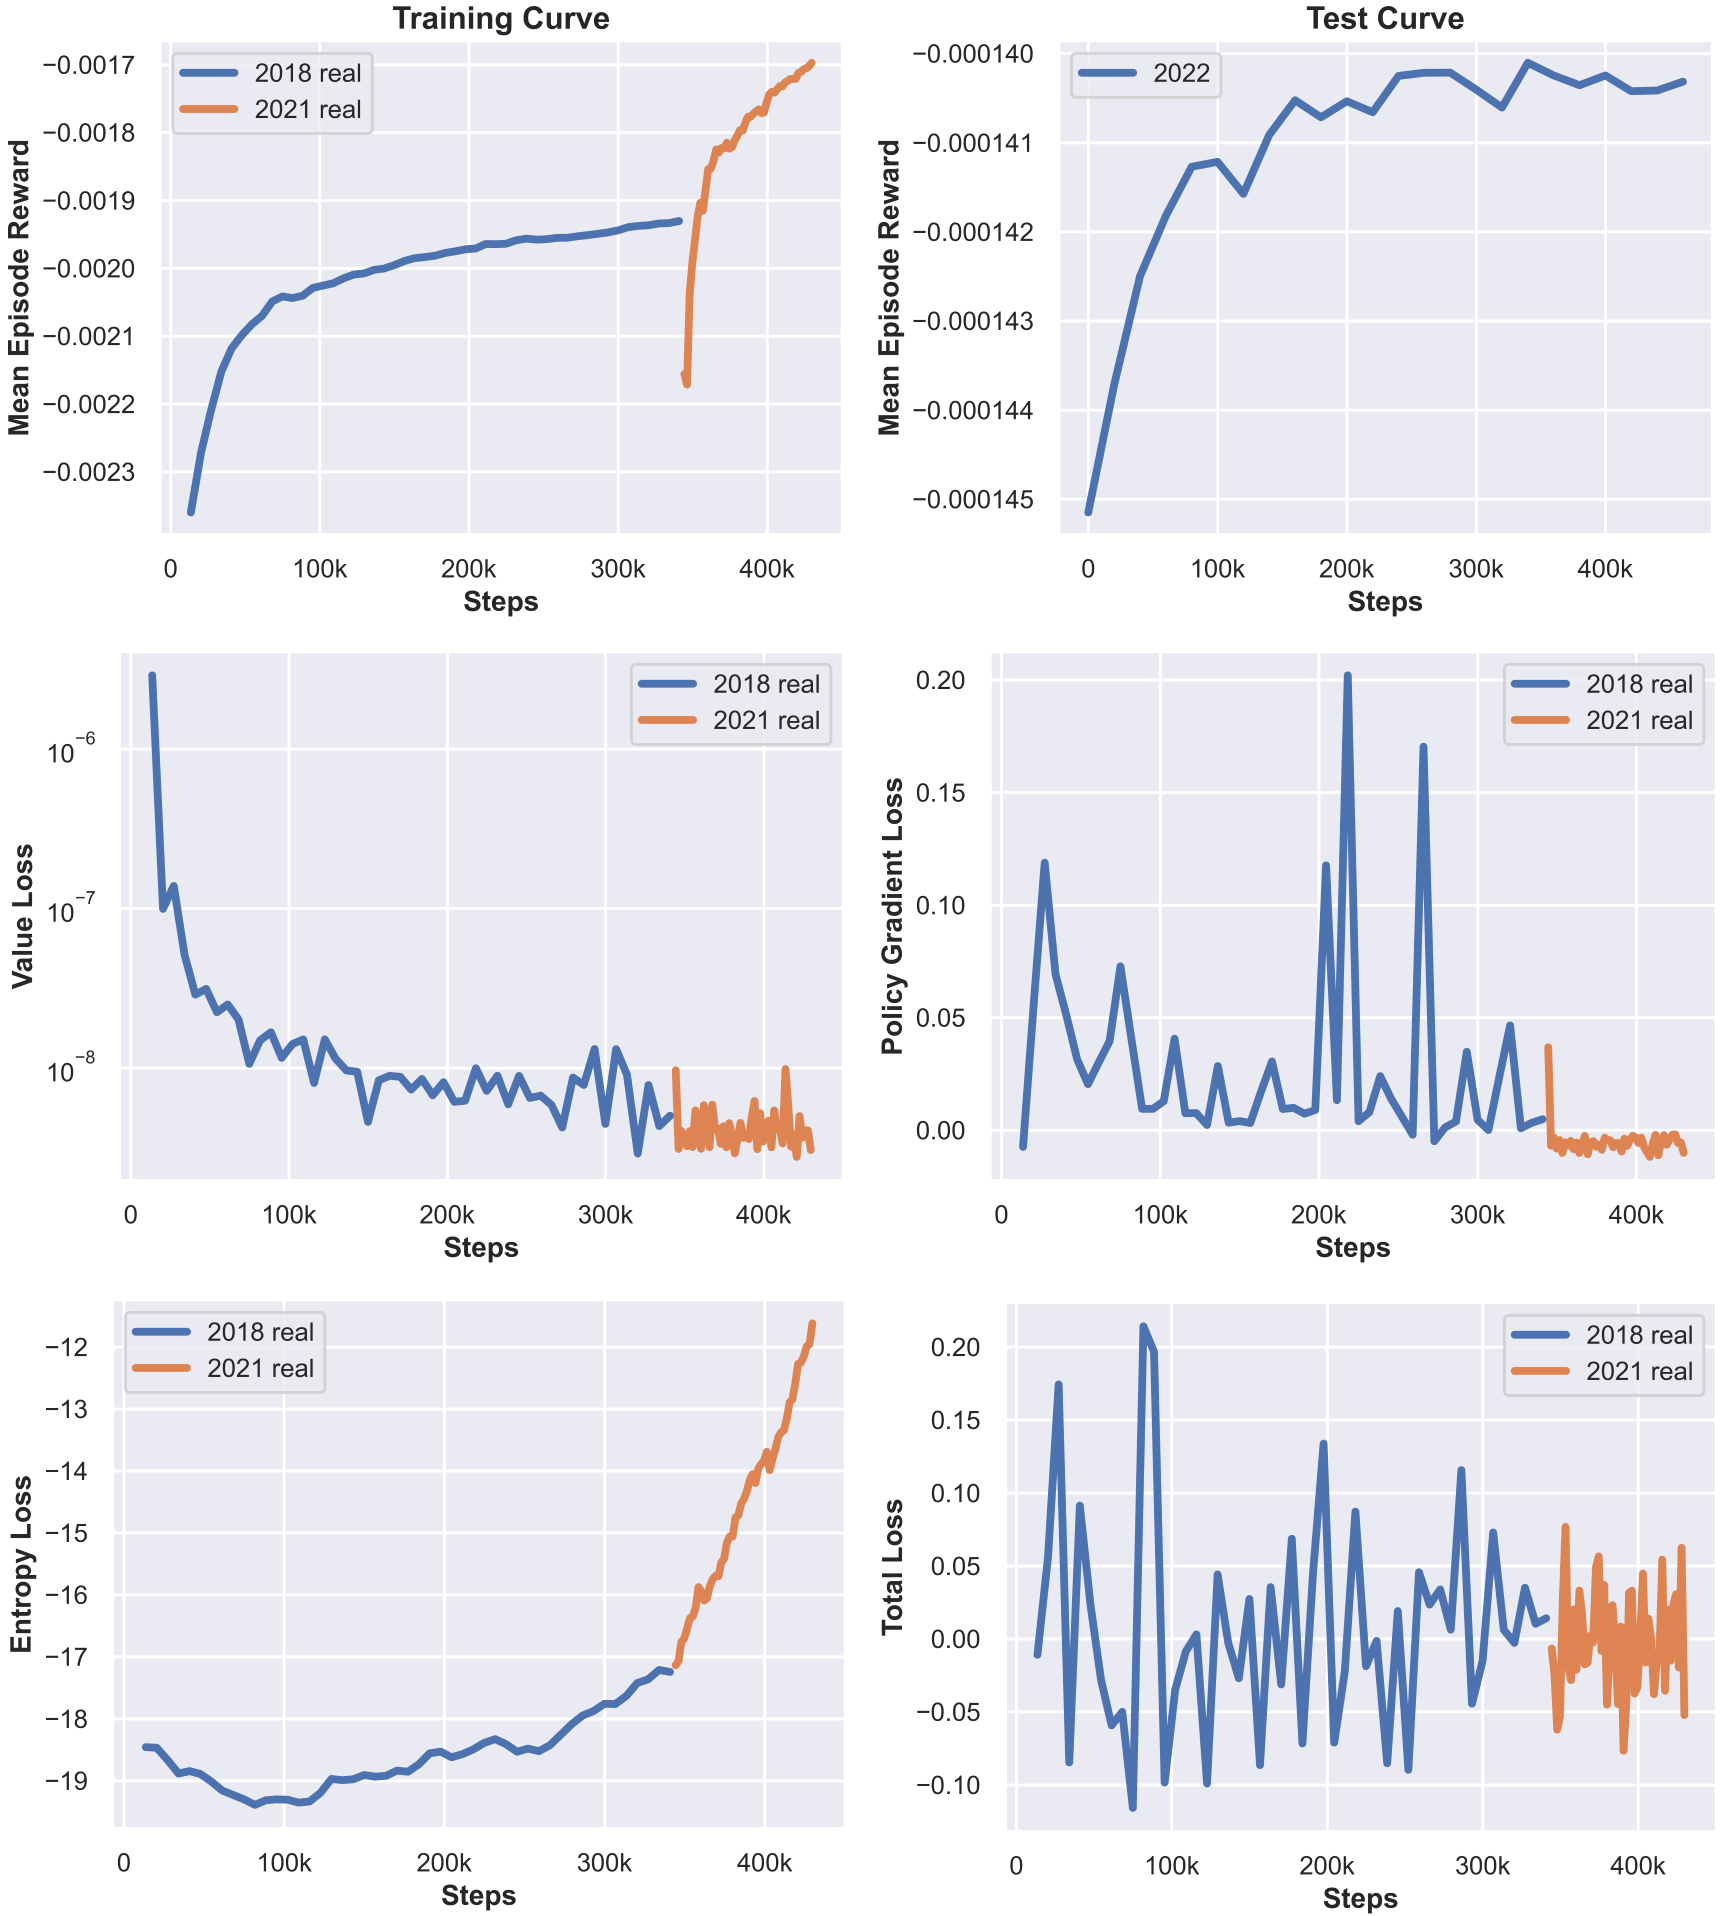 Training Curve
Mean Episode Reward
−0.0017
−0.0018
−0.0019
−0.0020
−0.0021
−0.0022
−0.0023
2018 real
2021 real
0 100k 200k 300k 400k
Steps
Test Curve
Mean Episode Reward
−0.000140
−0.000141
−0.000142
−0.000143
−0.000144
−0.000145
2022
0 100k 200k 300k 400k
Steps
Value Loss
10−6
10−7
10−8
2018 real
2021 real
0 100k 200k 300k 400k
Steps
Policy Gradient Loss
0.20
0.15
0.10
0.05
0.00
2018 real
2021 real
0 100k 200k 300k 400k
Steps
Entropy Loss
−12
−13
−14
−15
−16
−17
−18
−19
2018 real
2021 real
0 100k 200k 300k 400k
Steps
Total Loss
0.20
0.15
0.10
0.05
0.00
−0.05
−0.10
2018 real
2021 real
0 100k 200k 300k 400k
Steps